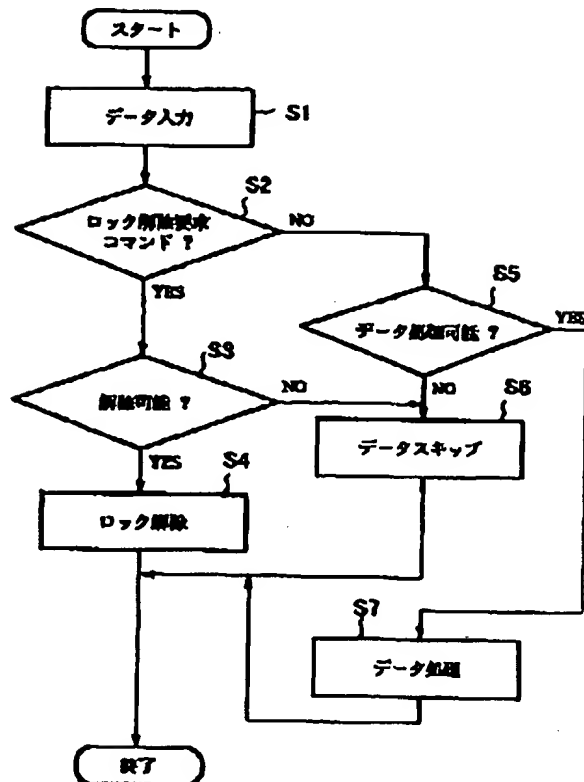 スタート
データ入力
S1
S2
ロック解除要求
コマンド ?
NO
YES
S5
データ処理可能 ?
YES
S3
解除可能 ?
NO
NO
S6
YES
データスキップ
S4
ロック解除
S7
データ処理
終了